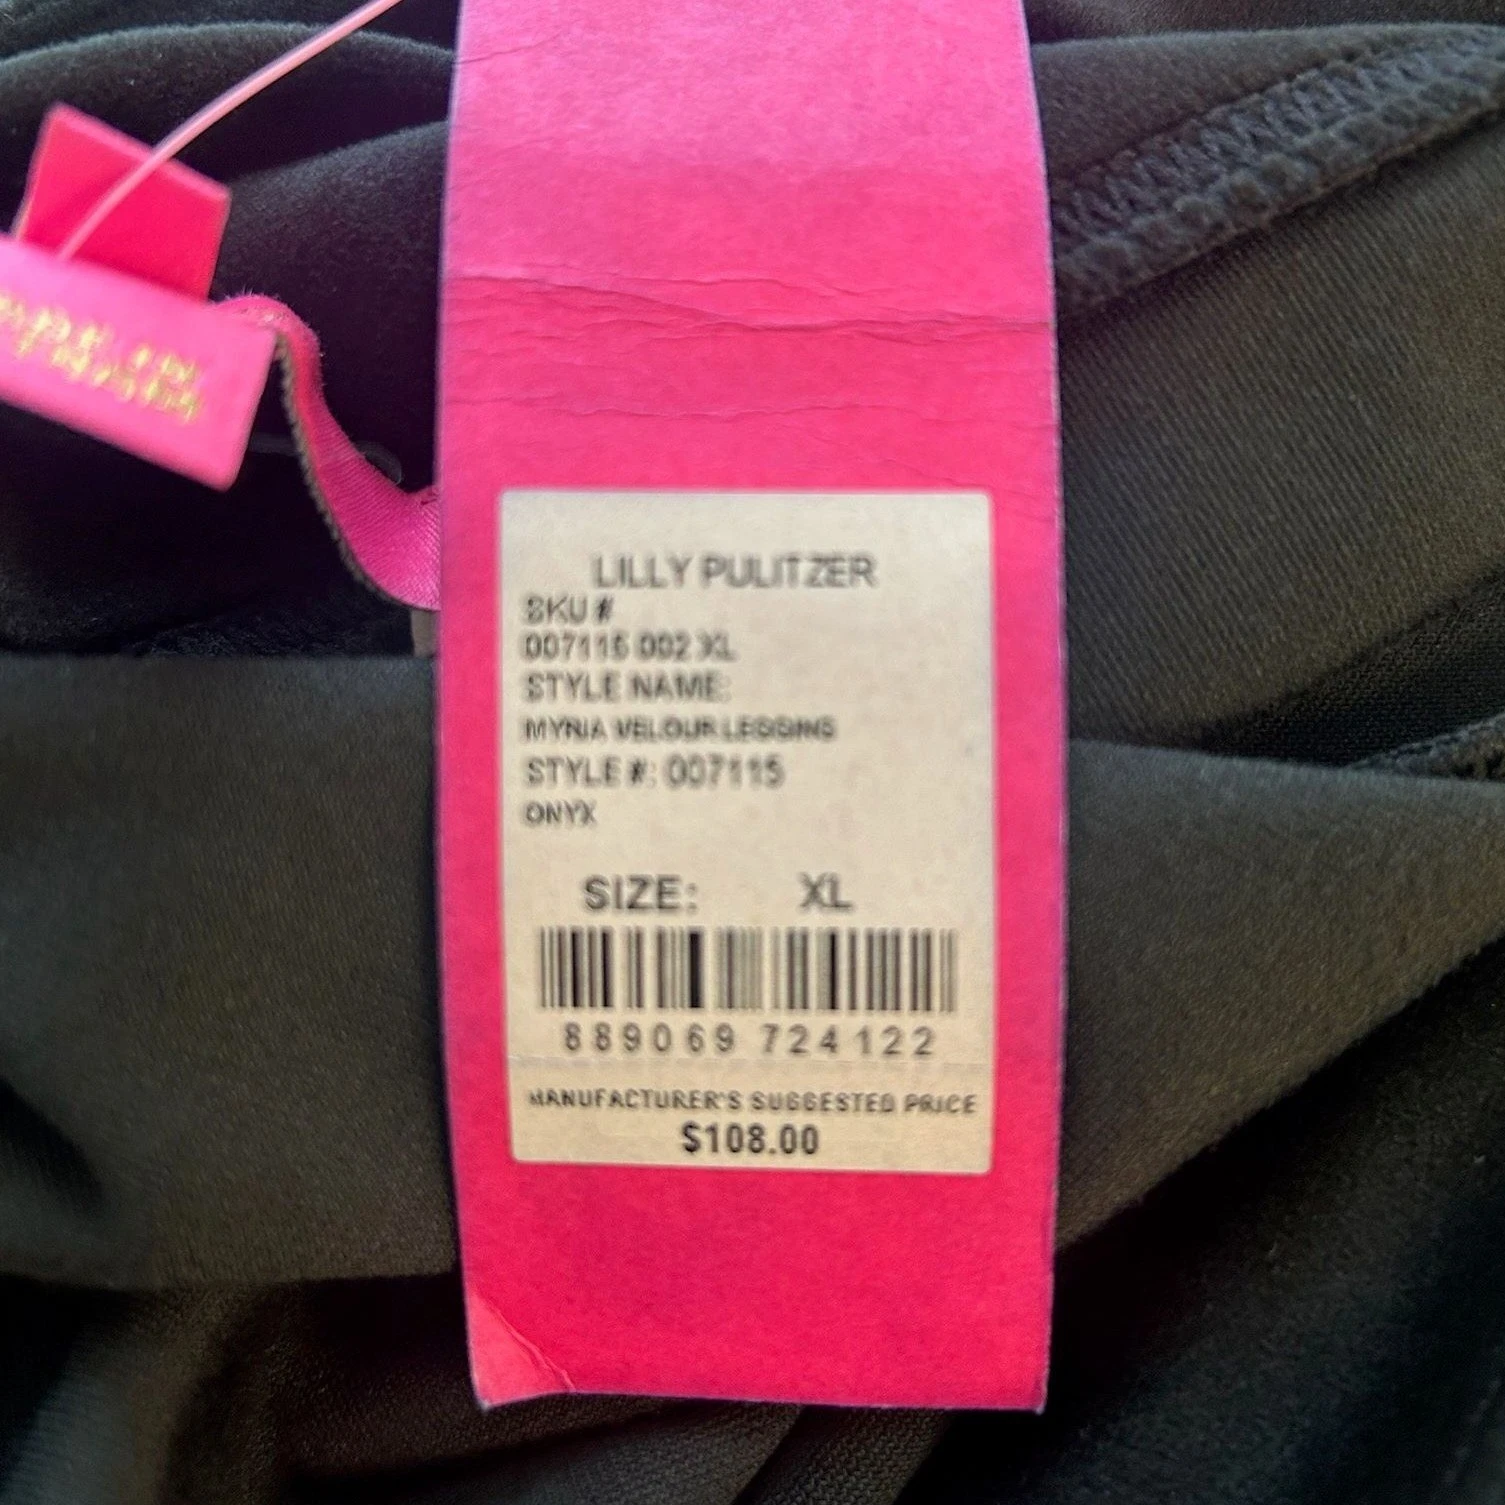 LILLY PULITZER
SKU #
007115 002 XL
STYLE NAME:
MYRIA VELOUR LEGGING
STYLE #: 007115
ONYX
SIZE: XL
889069 724122
MANUFACTURER'S SUGGESTED PRICE
$108.00